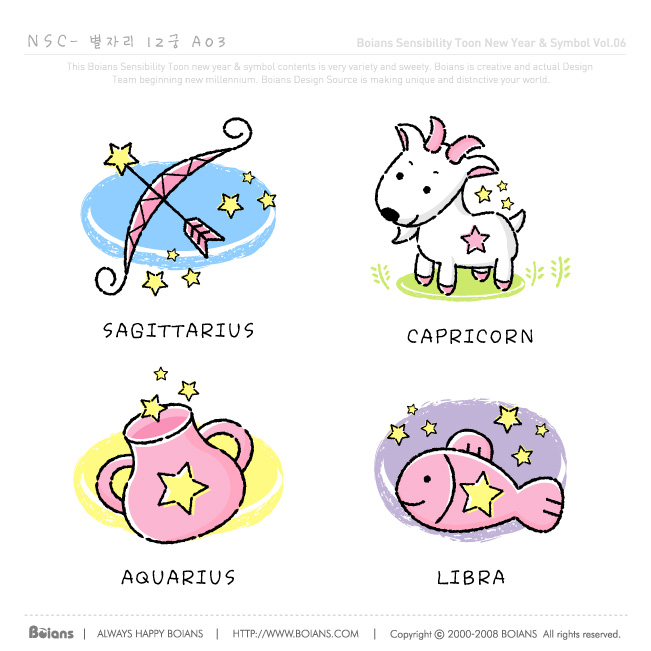 NSC- 별자리 12궁 A03
Boians Sensibility Toon New Year & Symbol Vol.06
This Boians Sensibility Toon new year & symbol contents is very variety and sweety. Boians is creative and actual Design
Team beginning new millennium. Boians Design Source is making unique and distinctive your world.
SAGITTARIUS
CAPRICORN
AQUARIUS
LIBRA
Boians | ALWAYS HAPPY BOIANS | HTTP://WWW.BOIANS.COM | Copyright © 2000-2008 BOIANS All rights reserved.